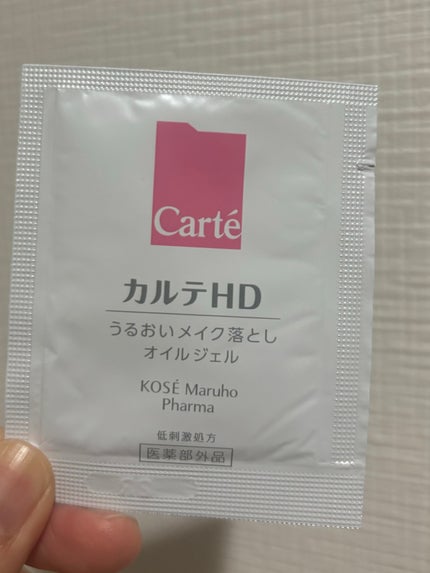 Carté
カルテHD
うるおいメイク落とし
オイルジェル
KOSÉ Maruho
Pharma
低刺激処方
医薬部外品